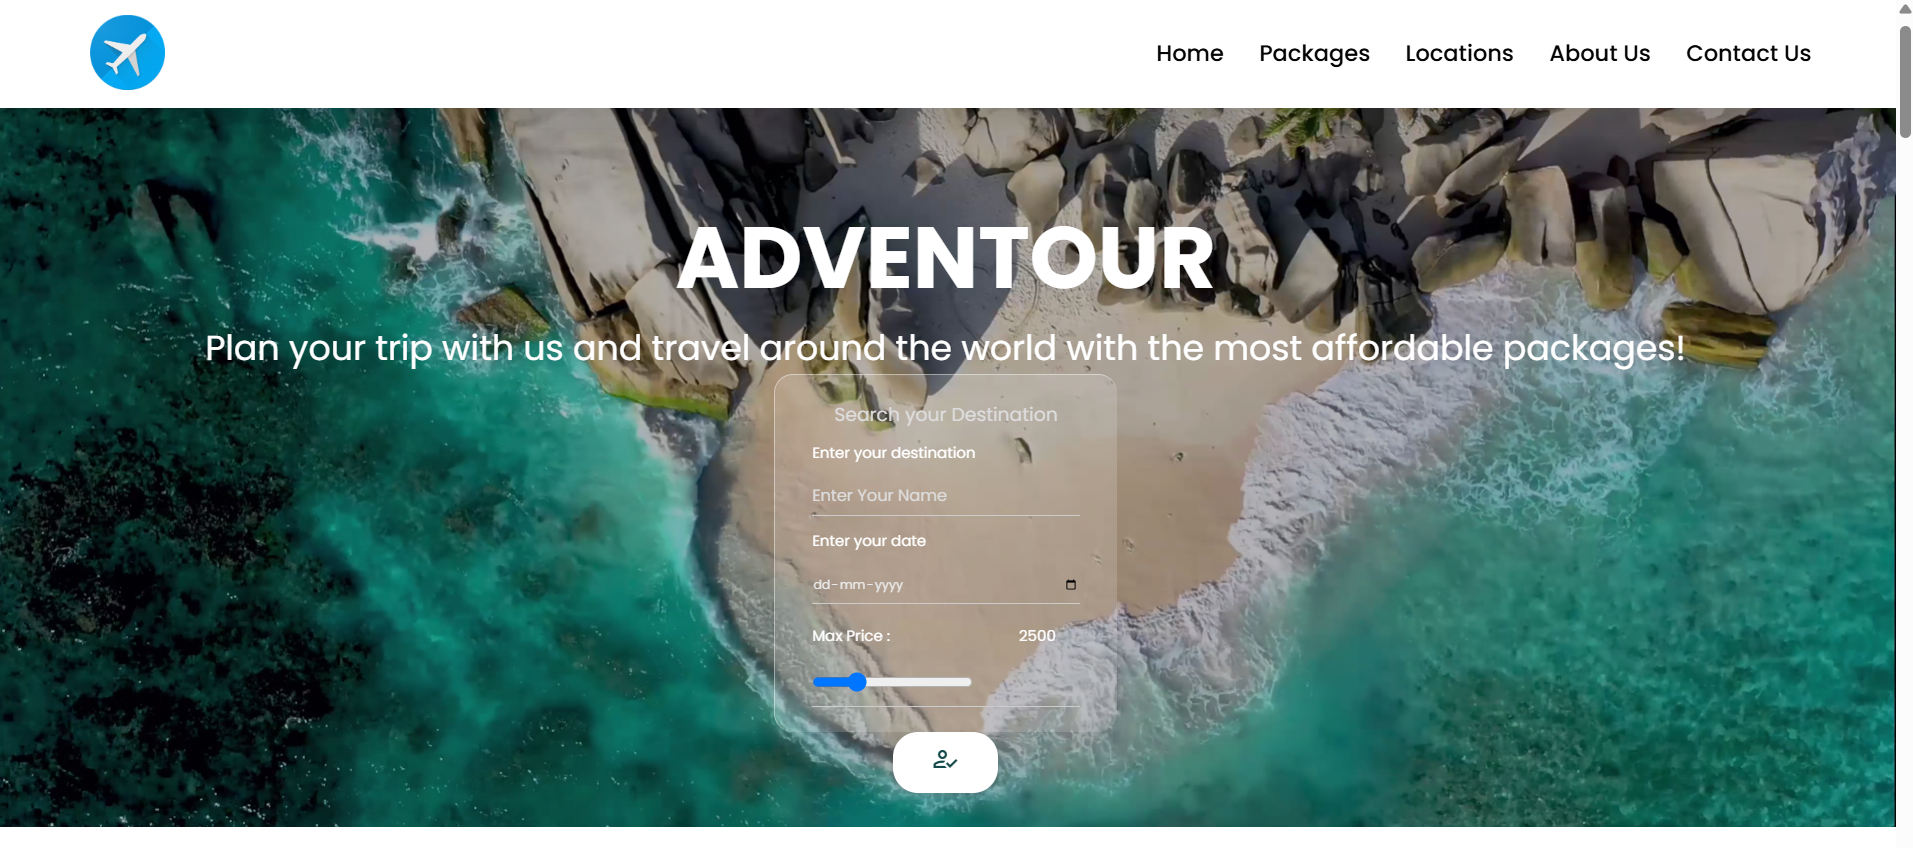 Home Packages Locations About Us Contact Us
ADVENTOUR
Plan your trip with us and travel around the world with the most affordable packages!
Search your Destination
Enter your destination
Enter Your Name
Enter your date
dd-mm-yyyy
Max Price : 2500